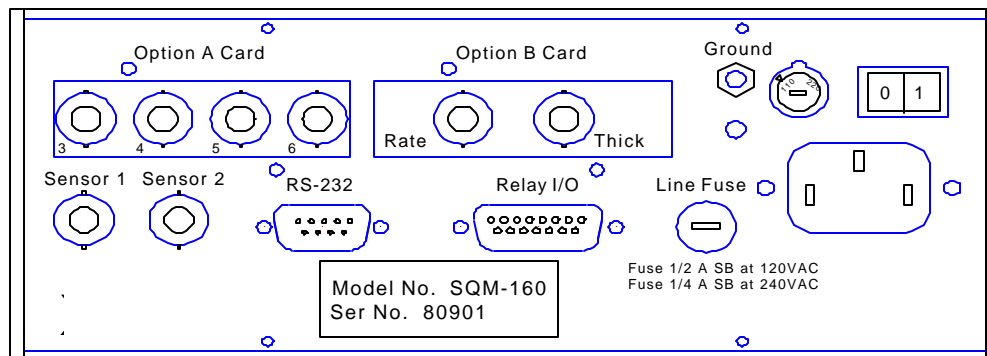 Option A Card
Option B Card
Ground
110 220
0 1
3 4 5 6
Rate
Thick
Sensor 1
Sensor 2
RS-232
Relay I/O
Line Fuse
Fuse 1/2 A SB at 120VAC
Fuse 1/4 A SB at 240VAC
Model No. SQM-160
Ser No. 80901